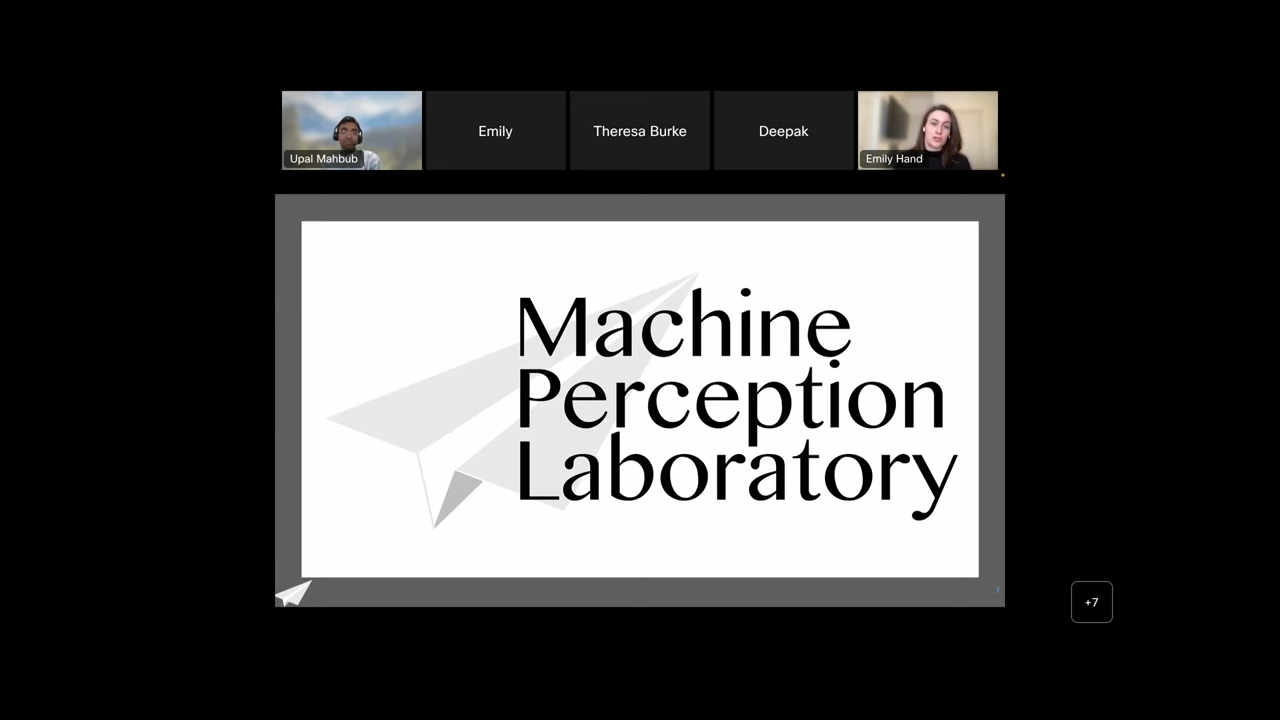 Upal Mahbub
Emily
Theresa Burke
Deepak
Emily Hand
Machine
Perception
Laboratory
+7